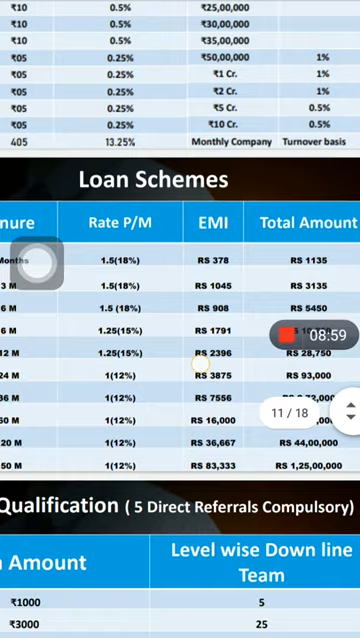 ₹10 0.5% ₹25,00,000
₹10 0.5% ₹30,00,000
₹10 0.5% ₹35,00,000
₹05 0.25% ₹50,00,000 1%
₹05 0.25% ₹1 Cr. 1%
₹05 0.25% ₹2 Cr. 1%
₹05 0.25% ₹5 Cr. 0.5%
₹05 0.25% ₹10 Cr. 0.5%
405 13.25% Monthly Company Turnover basis
Loan Schemes
nure Rate P/M EMI Total Amount
Months 1.5(18%) RS 378 RS 1135
3 M 1.5(18%) RS 1045 RS 3135
6 M 1.5 (18%) RS 908 RS 5450
6 M 1.25(15%) RS 1791
08:59
12 M 1.25(15%) RS 2396 RS 28,750
24 M 1(12%) RS 3875 RS 93,000
36 M 1(12%) RS 7556
11 / 18
60 M 1(12%) RS 16,000
20 M 1(12%) RS 36,667 RS 44,00,000
50 M 1(12%) RS 83,333 RS 1,25,00,000
Qualification ( 5 Direct Referrals Compulsory)
Amount Level wise Down line
Team
₹1000 5
₹3000 25